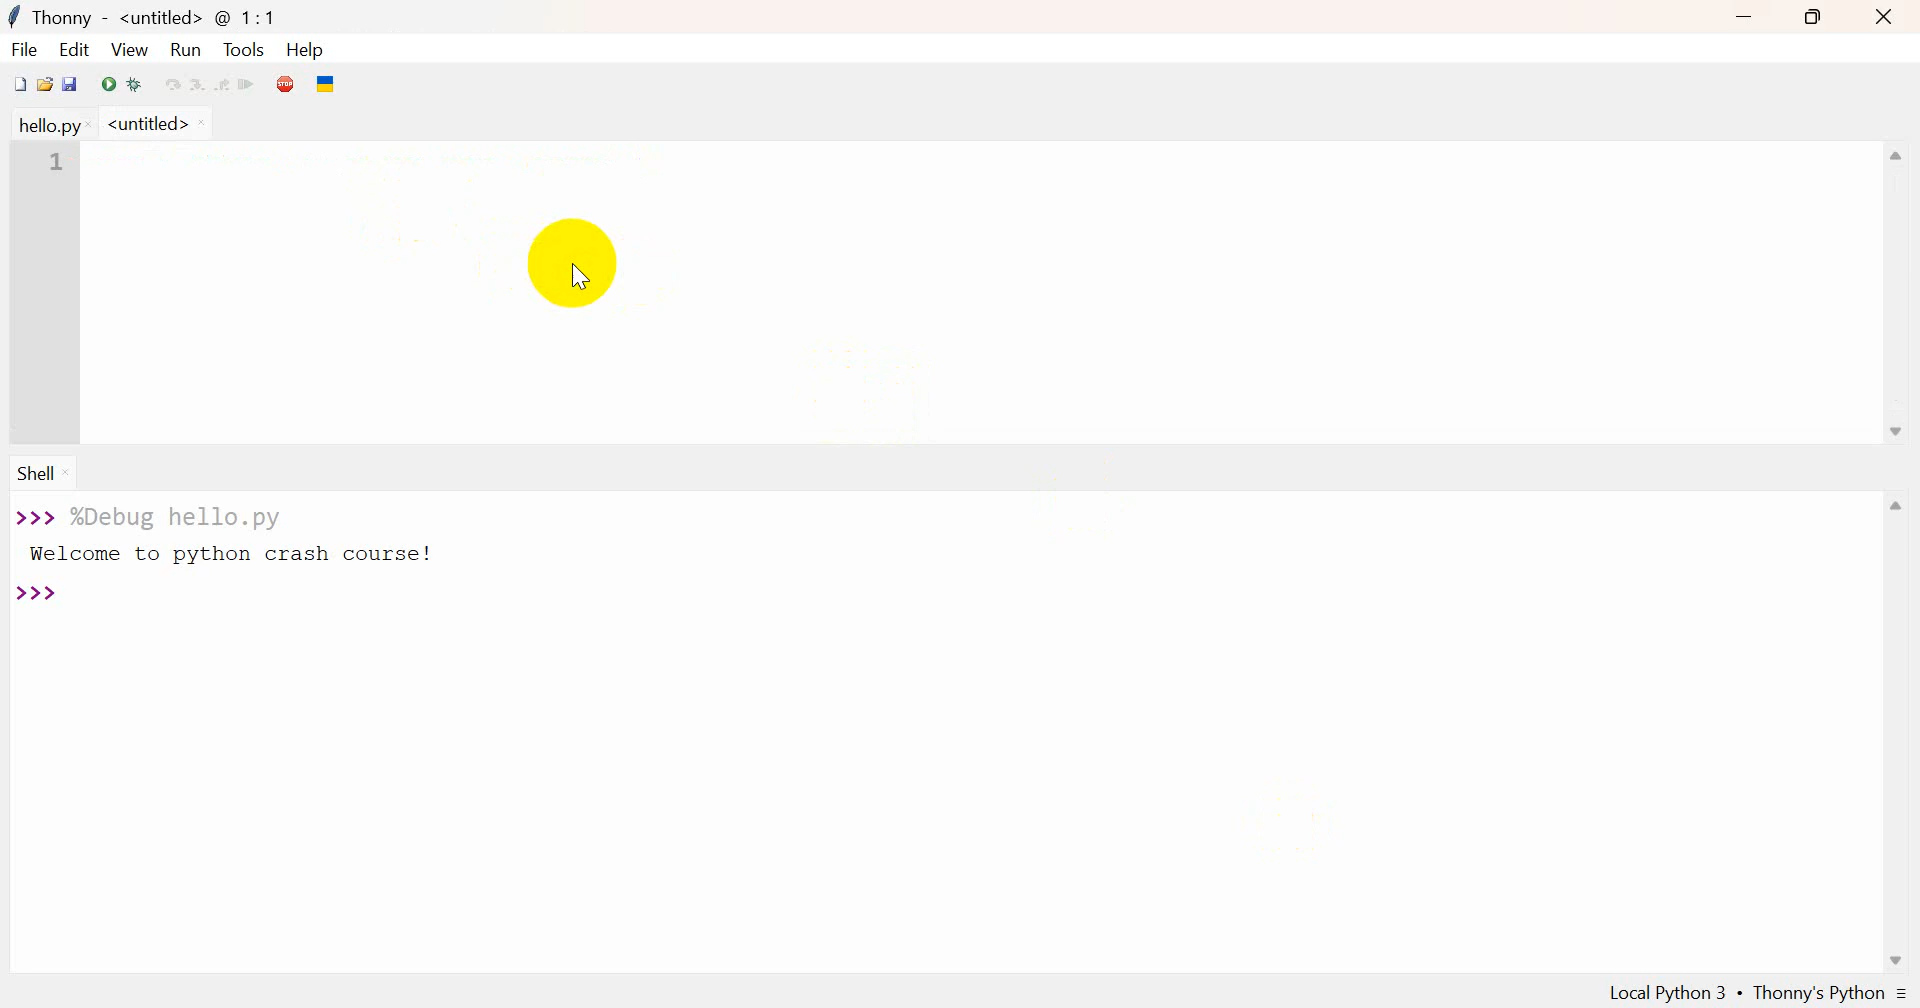 Thonny - <untitled> @ 1 : 1
File Edit View Run Tools Help
STOP
hello.py × <untitled> ×
1
Shell ×
>>> %Debug hello.py
Welcome to python crash course!
>>>
Local Python 3 • Thonny's Python ≡